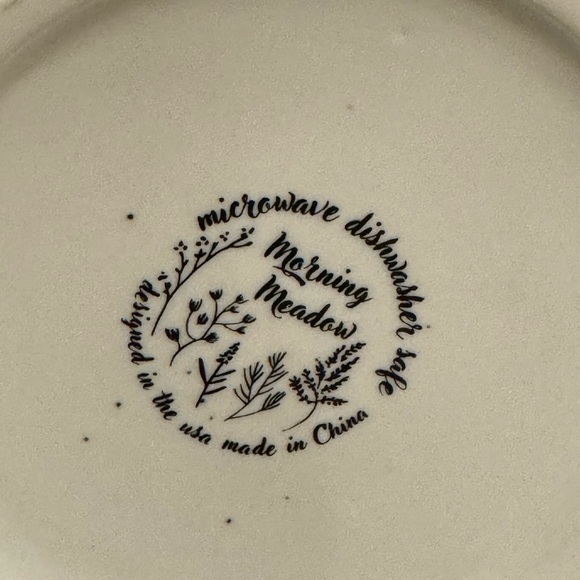 microwave dishwasher safe
Morning
Meadow
designed in the usa made in China